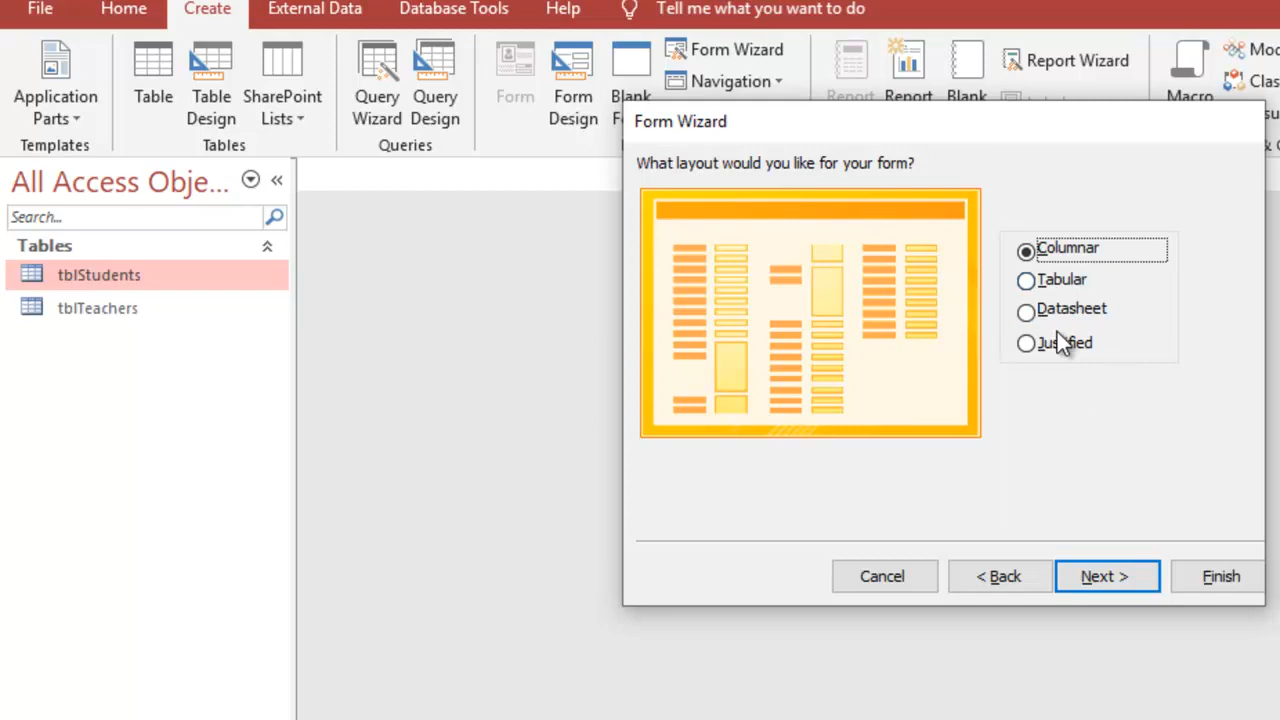 File Home Create External Data Database Tools Help Tell me what you want to do
Application Parts
Table
Table Design
SharePoint Lists
Query Wizard
Query Design
Form
Form Design
Blank
Form Wizard
Navigation
Report
Report
Blank
Report Wizard
Macro
Templates
Tables
Queries
All Access Obje...
Search...
Tables
tblStudents
tblTeachers
Form Wizard
What layout would you like for your form?
Columnar
Tabular
Datasheet
Justified
Cancel
< Back
Next >
Finish